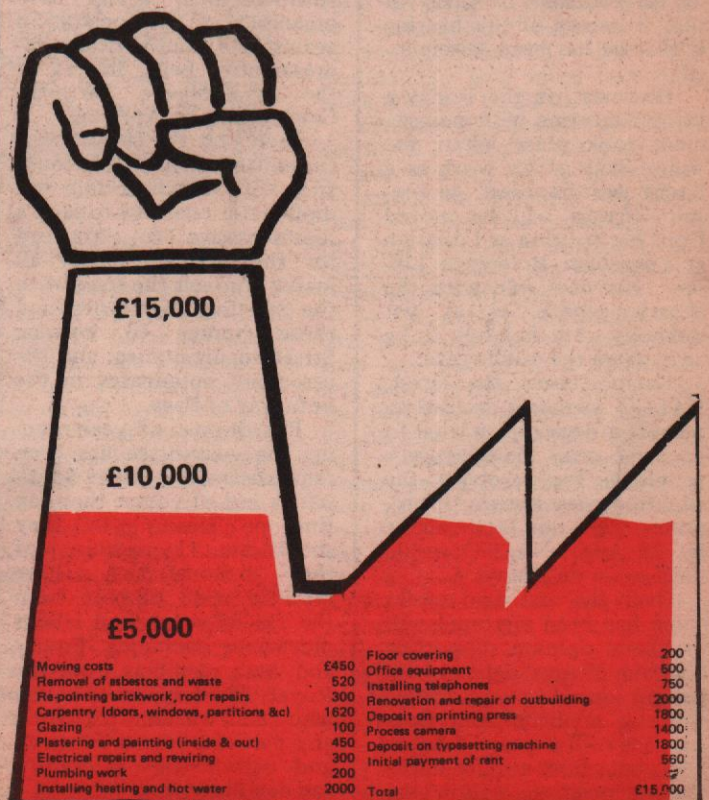 £15,000
£10,000
£5,000
Moving costs £450
Removal of asbestos and waste 520
Re-pointing brickwork, roof repairs 300
Carpentry (doors, windows, partitions &c) 1620
Glazing 100
Plastering and painting (inside & out) 450
Electrical repairs and rewiring 300
Plumbing work 200
Installing heating and hot water 2000
Floor covering 200
Office equipment 500
Installing telephones 750
Renovation and repair of outbuilding 2000
Deposit on printing press 1800
Process camera 1400
Deposit on typesetting machine 1800
Initial payment of rent 560
Total £15,000